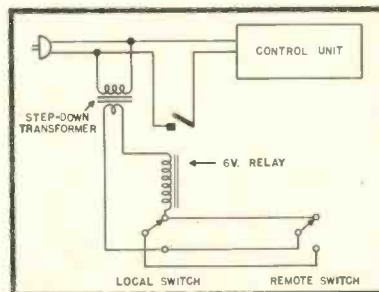 CONTROL UNIT
STEP-DOWN
TRANSFORMER
6V. RELAY
LOCAL SWITCH
REMOTE SWITCH